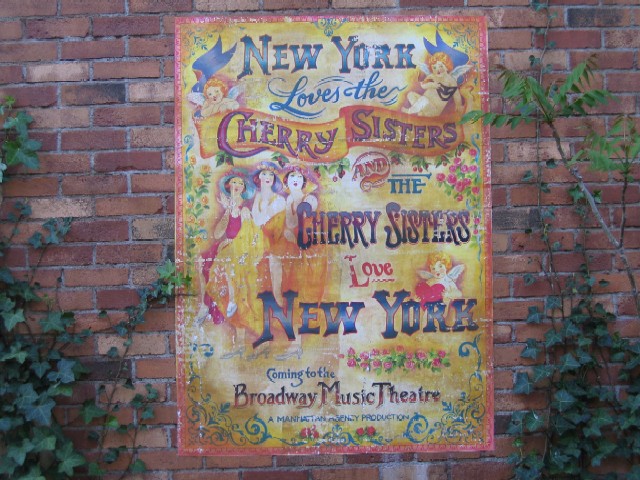 New York
Loves the
Cherry Sisters
AND THE
Cherry Sisters
Love
New York
Coming to the
Broadway Music Theatre
A MANHATTAN PRODUCTION